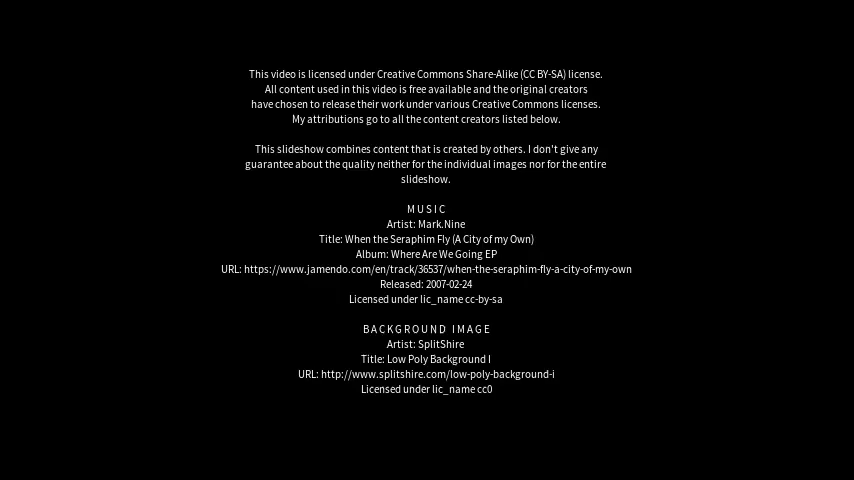 This video is licensed under Creative Commons Share-Alike (CC BY-SA) license.
All content used in this video is free available and the original creators
have chosen to release their work under various Creative Commons licenses.
My attributions go to all the content creators listed below.
This slideshow combines content that is created by others. I don't give any
guarantee about the quality neither for the individual images nor for the entire
slideshow.
M U S I C
Artist: Mark.Nine
Title: When the Seraphim Fly (A City of my Own)
Album: Where Are We Going EP
URL: https://www.jamendo.com/en/track/36537/when-the-seraphim-fly-a-city-of-my-own
Released: 2007-02-24
Licensed under lic_name cc-by-sa
B A C K G R O U N D   I M A G E
Artist: SplitShire
Title: Low Poly Background I
URL: http://www.splitshire.com/low-poly-background-i
Licensed under lic_name cc0